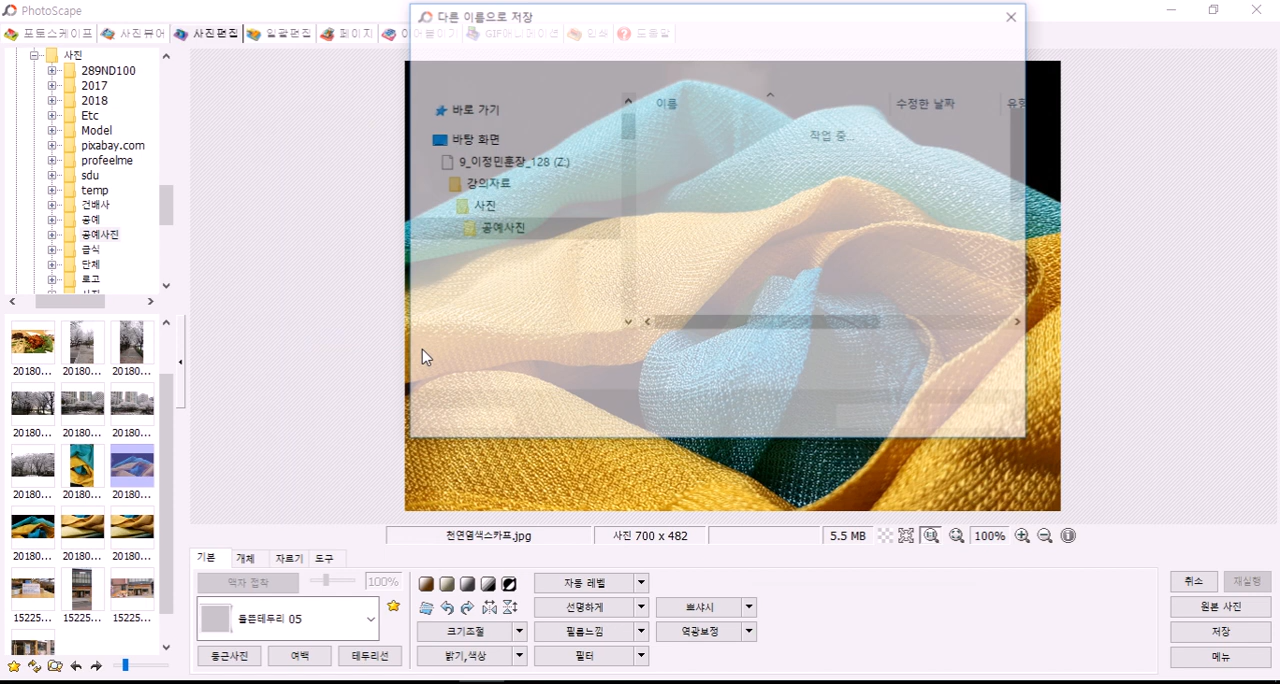 PhotoScape
다른 이름으로 저장
포토스케이프 사진뷰어 사진편집 일괄편집 페이지 GIF애니메이션 인쇄 도움말
사진
289ND100
2017
2018
Etc
Model
pixabay.com
profeelme
sdu
temp
건배사
공예
공예사진
금식
단체
로고
이름 수정한 날짜
작업 중...
바로 가기
바탕 화면
9_이정민훈장_128 (Z:)
강의자료
사진
공예사진
20180... 20180... 20180...
20180... 20180... 20180...
20180... 20180... 20180...
20180... 20180... 20180...
15225... 15225... 15225...
천연염색스카프.jpg 사진 700 x 482 5.5 MB 100%
기본 개체 자르기 도구
액자 접착 100%
둘튼테두리 05
둥근사진 여백 테두리선
자동 레벨
선명하게 뽀샤시
크기조절 필름느낌 역광보정
밝기,색상 필터
취소 재실행
원본 사진
저장
메뉴